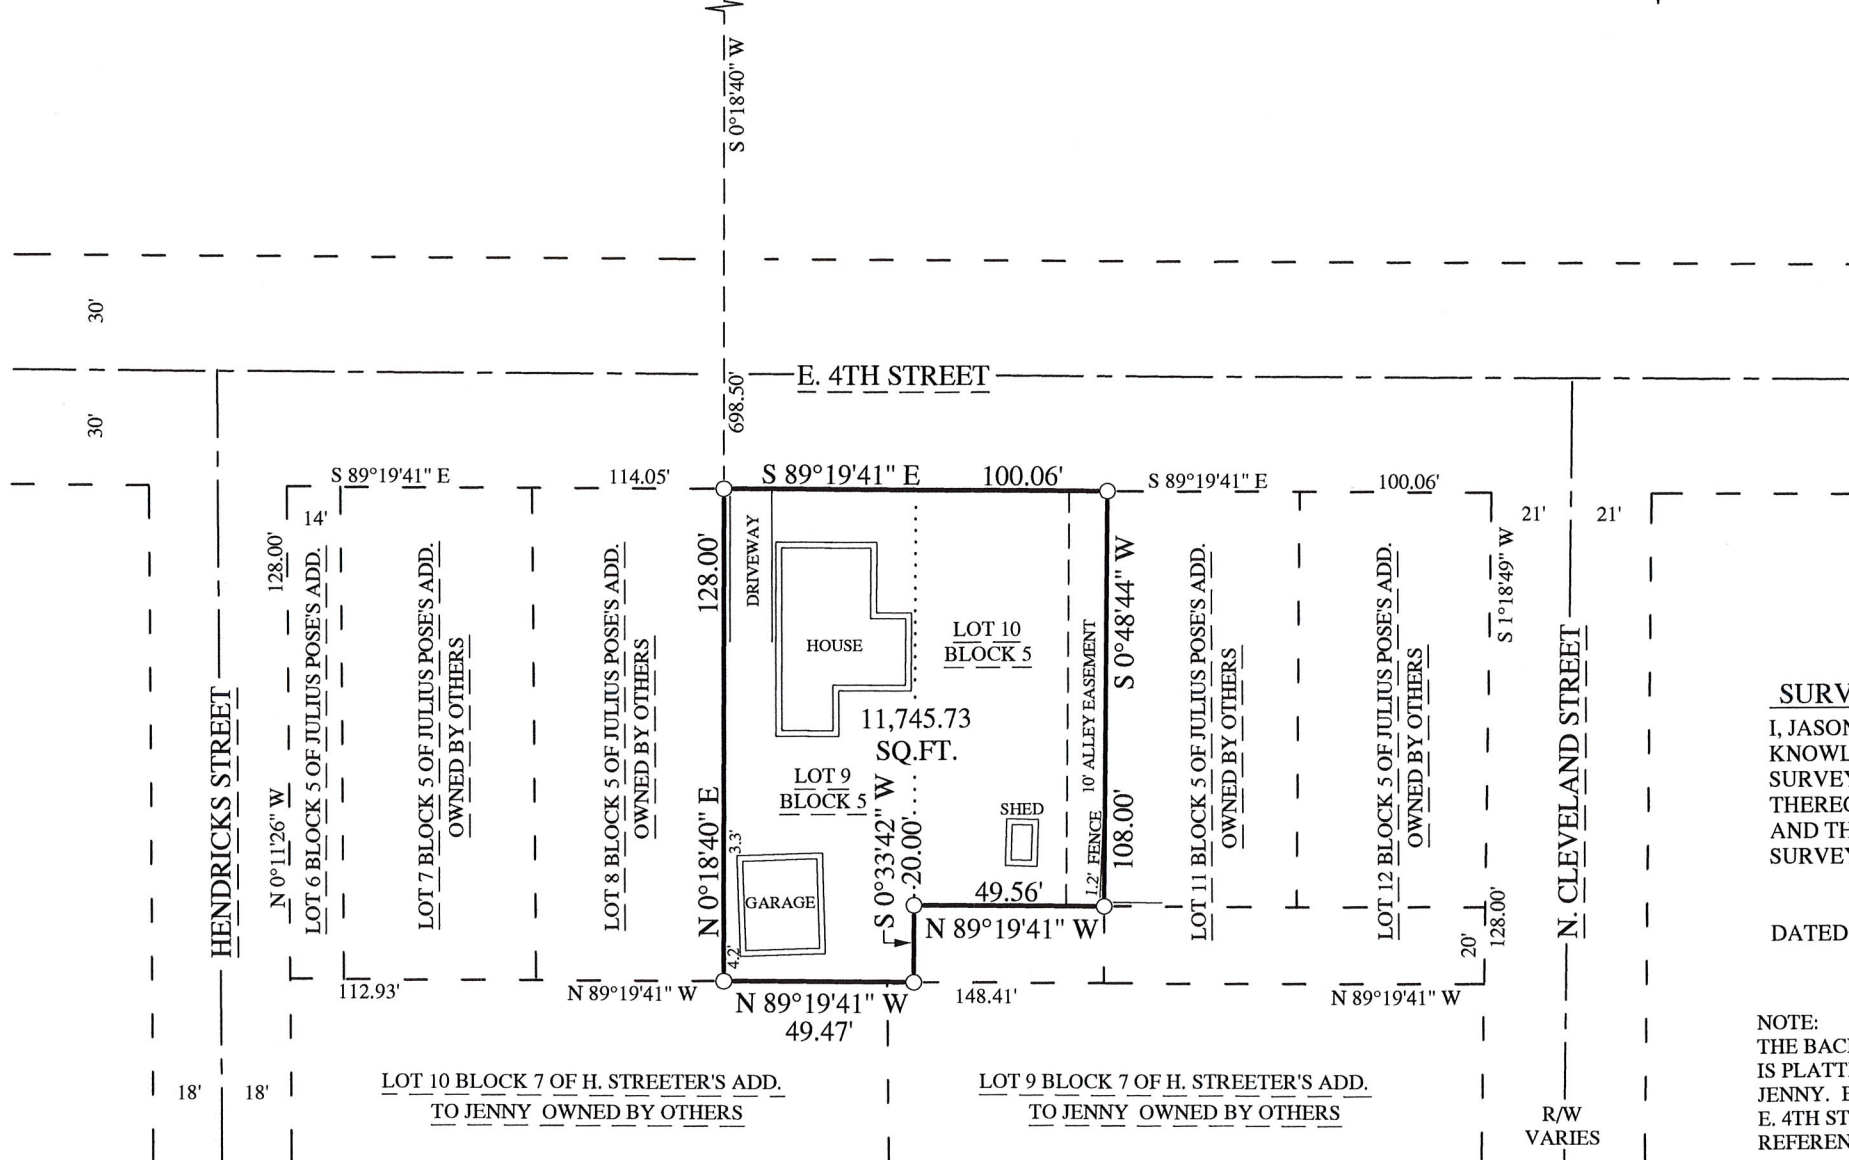 S 0°18'40" W
30'
30'
698.50'
E. 4TH STREET
S 89°19'41" E 114.05'
S 89°19'41" E 100.06'
S 89°19'41" E 100.06'
14'
21' 21'
128.00'
N 0°11'26" W
HENDRICKS STREET
LOT 6 BLOCK 5 OF JULIUS POSE'S ADD.
LOT 7 BLOCK 5 OF JULIUS POSE'S ADD.
OWNED BY OTHERS
LOT 8 BLOCK 5 OF JULIUS POSE'S ADD.
OWNED BY OTHERS
128.00'
N 0°18'40" E
DRIVEWAY
HOUSE
LOT 10
BLOCK 5
11,745.73
SQ.FT.
LOT 9
BLOCK 5
S 0°33'42" W
20.00'
SHED
3.3'
GARAGE
4.2'
10' ALLEY EASEMENT
1.2' FENCE
S 0°48'44" W
108.00'
49.56'
N 89°19'41" W
LOT 11 BLOCK 5 OF JULIUS POSE'S ADD.
OWNED BY OTHERS
LOT 12 BLOCK 5 OF JULIUS POSE'S ADD.
OWNED BY OTHERS
S 1°18'49" W
128.00'
20'
N. CLEVELAND STREET
112.93' N 89°19'41" W
N 89°19'41" W
49.47'
148.41' N 89°19'41" W
LOT 10 BLOCK 7 OF H. STREETER'S ADD.
TO JENNY OWNED BY OTHERS
LOT 9 BLOCK 7 OF H. STREETER'S ADD.
TO JENNY OWNED BY OTHERS
18' 18'
R/W
VARIES
SURV
I, JASON
KNOWL
SURVEY
THEREO
AND TH
SURVEY
DATED
NOTE:
THE BAC
IS PLATT
JENNY.
E. 4TH ST
REFEREN